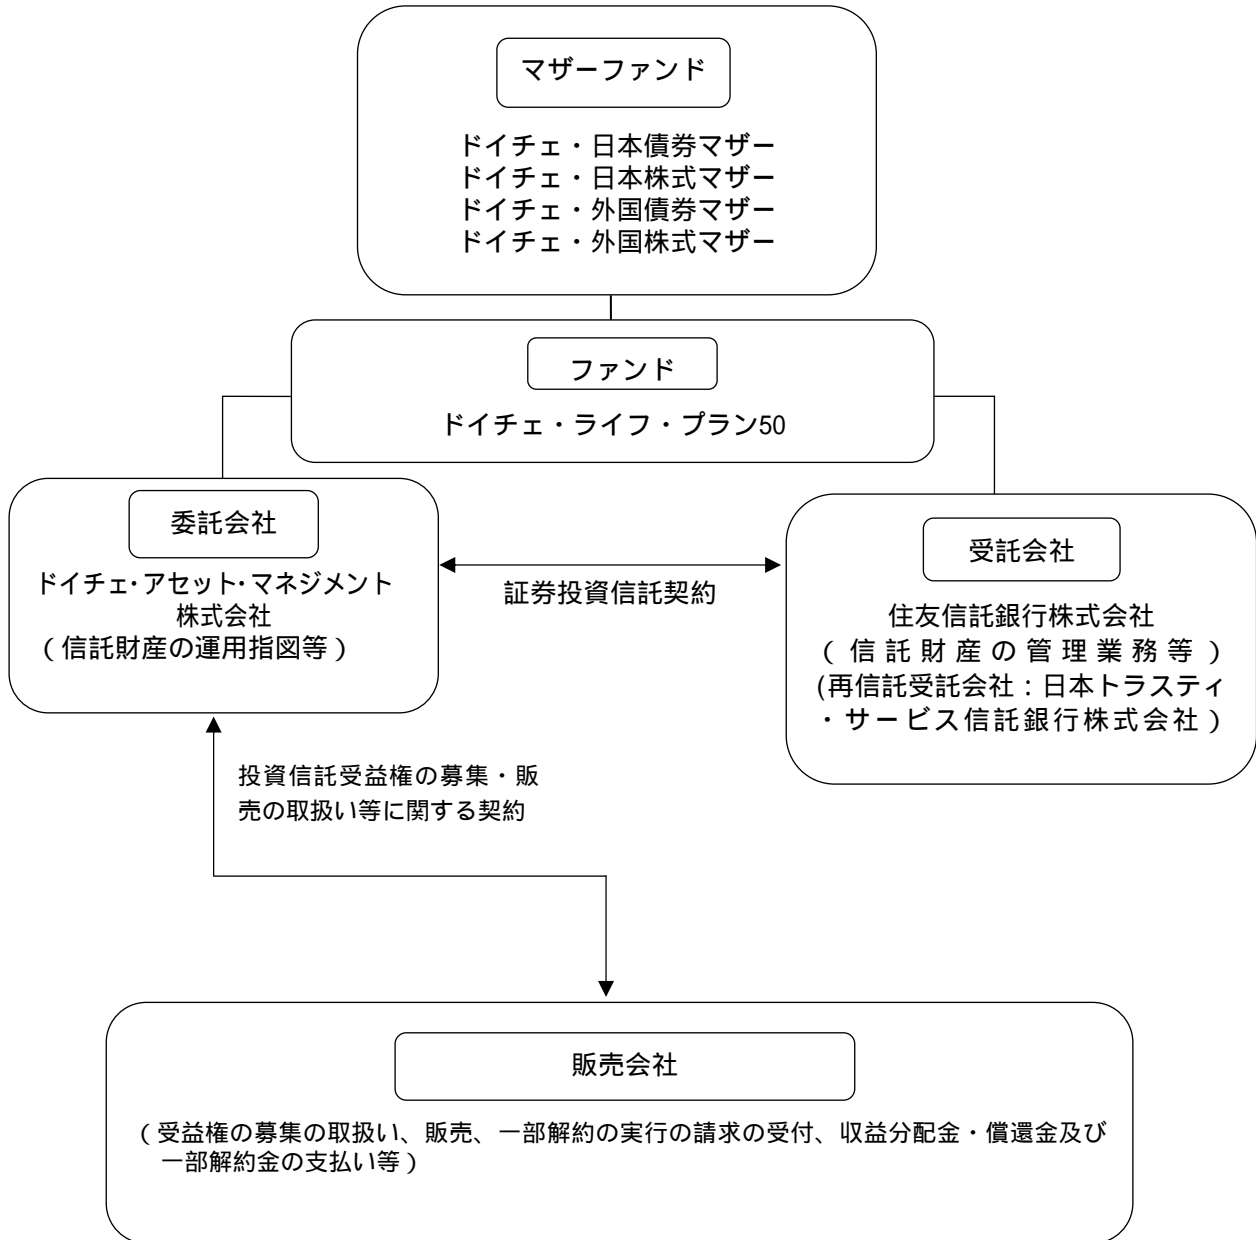 マザーファンド
ドイチェ・日本債券マザー
ドイチェ・日本株式マザー
ドイチェ・外国債券マザー
ドイチェ・外国株式マザー
ファンド
ドイチェ・ライフ・プラン50
委託会社
ドイチェ・アセット・マネジメント
株式会社
（信託財産の運用指図等）
証券投資信託契約
受託会社
住友信託銀行株式会社
（信託財産の管理業務等）
(再信託受託会社：日本トラスティ
・サービス信託銀行株式会社）
投資信託受益権の募集・販
売の取扱い等に関する契約
販売会社
（受益権の募集の取扱い、販売、一部解約の実行の請求の受付、収益分配金・償還金及び
一部解約金の支払い等）